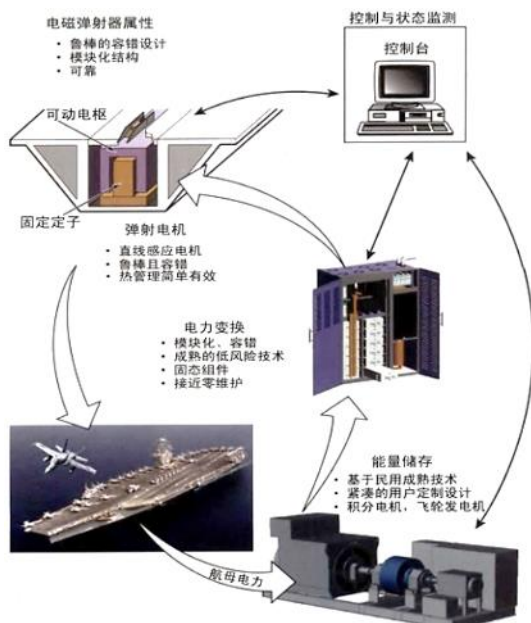 电磁弹射器属性
• 鲁棒的容错设计
• 模块化结构
• 可靠
控制与状态监测
控制台
可动电枢
固定定子
弹射电机
• 直线感应电机
• 鲁棒且容错
• 热管理简单有效
电力变换
• 模块化、容错
• 成熟的低风险技术
• 固态组件
• 接近零维护
能量储存
• 基于民用成熟技术
• 紧凑的用户定制设计
• 积分电机，飞轮发电机
航母电力